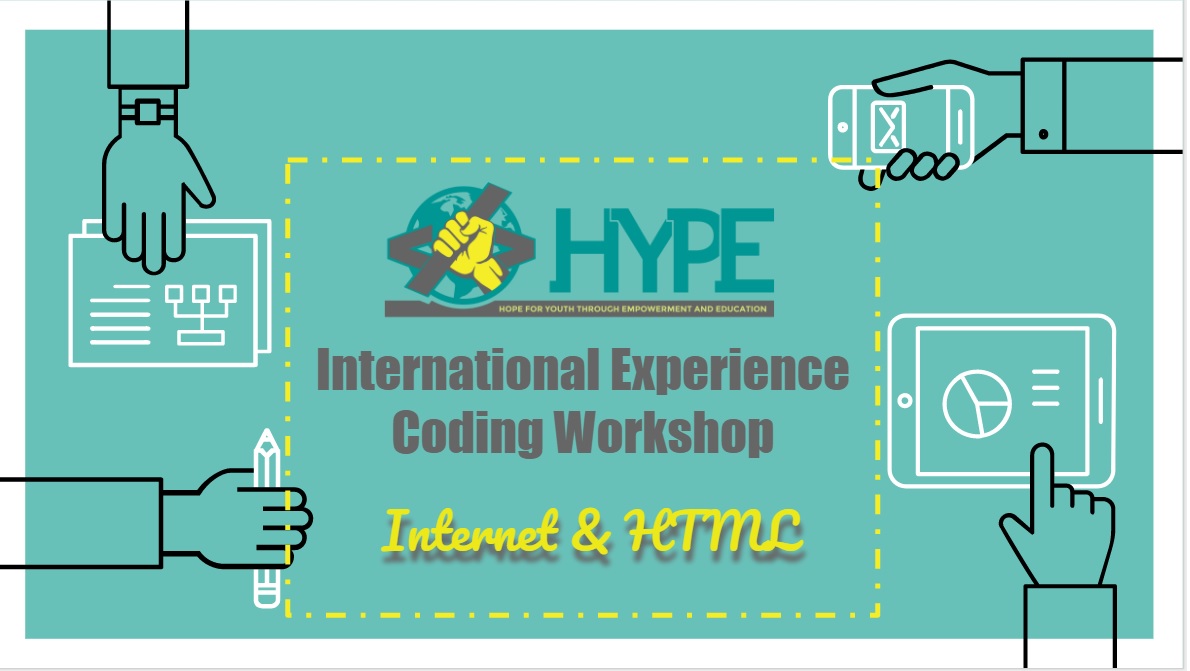 HYPE
HOPE FOR YOUTH THROUGH EMPOWERMENT AND EDUCATION
International Experience
Coding Workshop
Internet & HTML